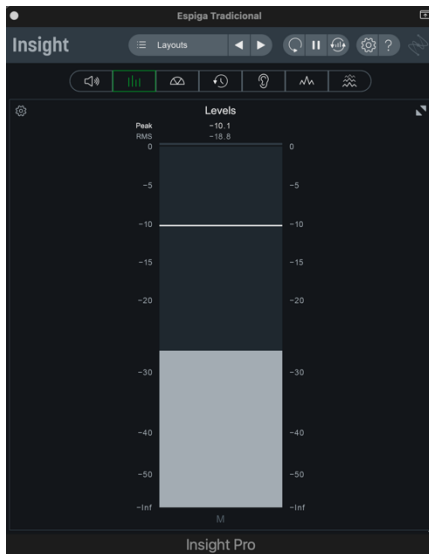 Espiga Tradicional
Insight
Layouts
?
Levels
Peak -10.1
RMS -18.8
0 0
-5 -5
-10 -10
-15 -15
-20 -20
-30 -30
-40 -40
-50 -50
-Inf -Inf
M
Insight Pro